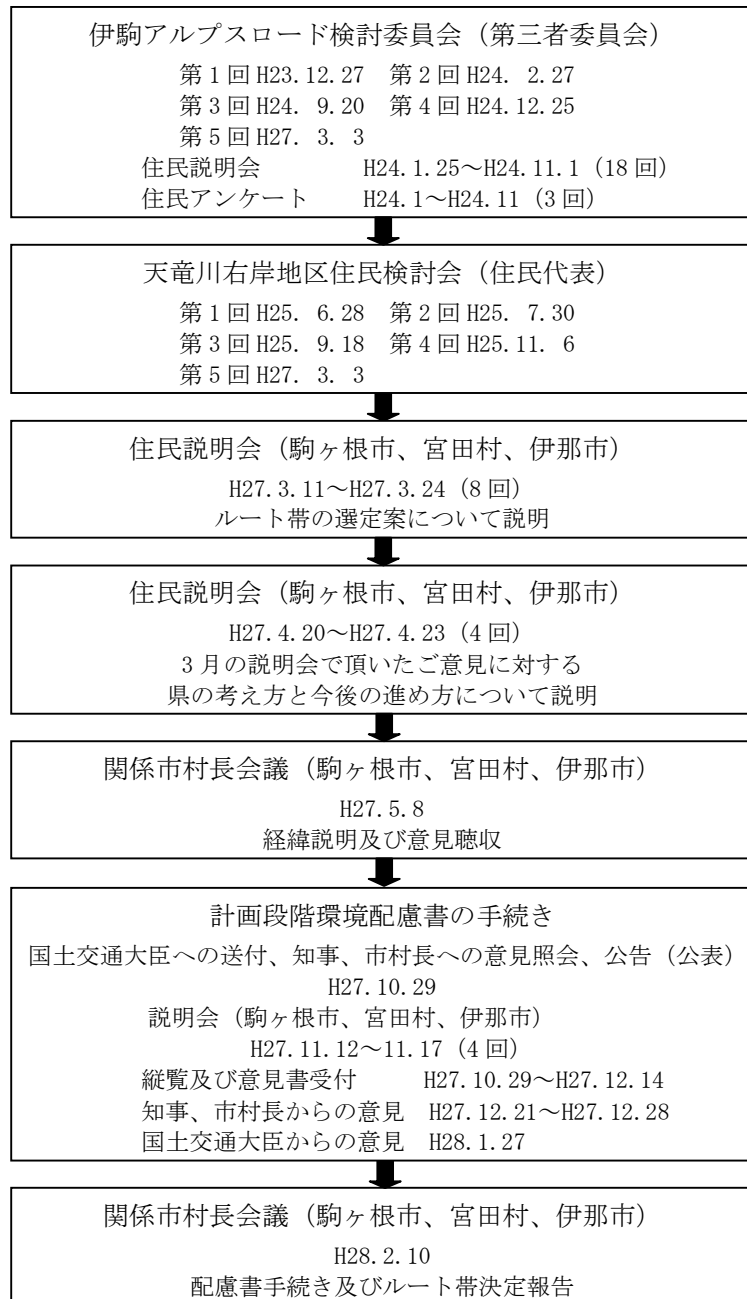 伊駒アルプスロード検討委員会（第三者委員会）
第１回 H23.12.27　第２回 H24. 2.27
第３回 H24. 9.20　第４回 H24.12.25
第５回 H27. 3. 3
住民説明会　H24.1.25～H24.11.1（18 回）
住民アンケート　H24.1～H24.11（3 回）
天竜川右岸地区住民検討会（住民代表）
第１回 H25. 6.28　第２回 H25. 7.30
第３回 H25. 9.18　第４回 H25.11. 6
第５回 H27. 3. 3
住民説明会（駒ヶ根市、宮田村、伊那市）
H27.3.11～H27.3.24（8 回）
ルート帯の選定案について説明
住民説明会（駒ヶ根市、宮田村、伊那市）
H27.4.20～H27.4.23（4 回）
３月の説明会で頂いたご意見に対する
県の考え方と今後の進め方について説明
関係市村長会議（駒ヶ根市、宮田村、伊那市）
H27.5.8
経緯説明及び意見聴収
計画段階環境配慮書の手続き
国土交通大臣への送付、知事、市村長への意見照会、公告（公表）
H27.10.29
説明会（駒ヶ根市、宮田村、伊那市）
H27.11.12～11.17（4 回）
縦覧及び意見書受付　H27.10.29～H27.12.14
知事、市村長からの意見　H27.12.21～H27.12.28
国土交通大臣からの意見　H28.1.27
関係市村長会議（駒ヶ根市、宮田村、伊那市）
H28.2.10
配慮書手続き及びルート帯決定報告